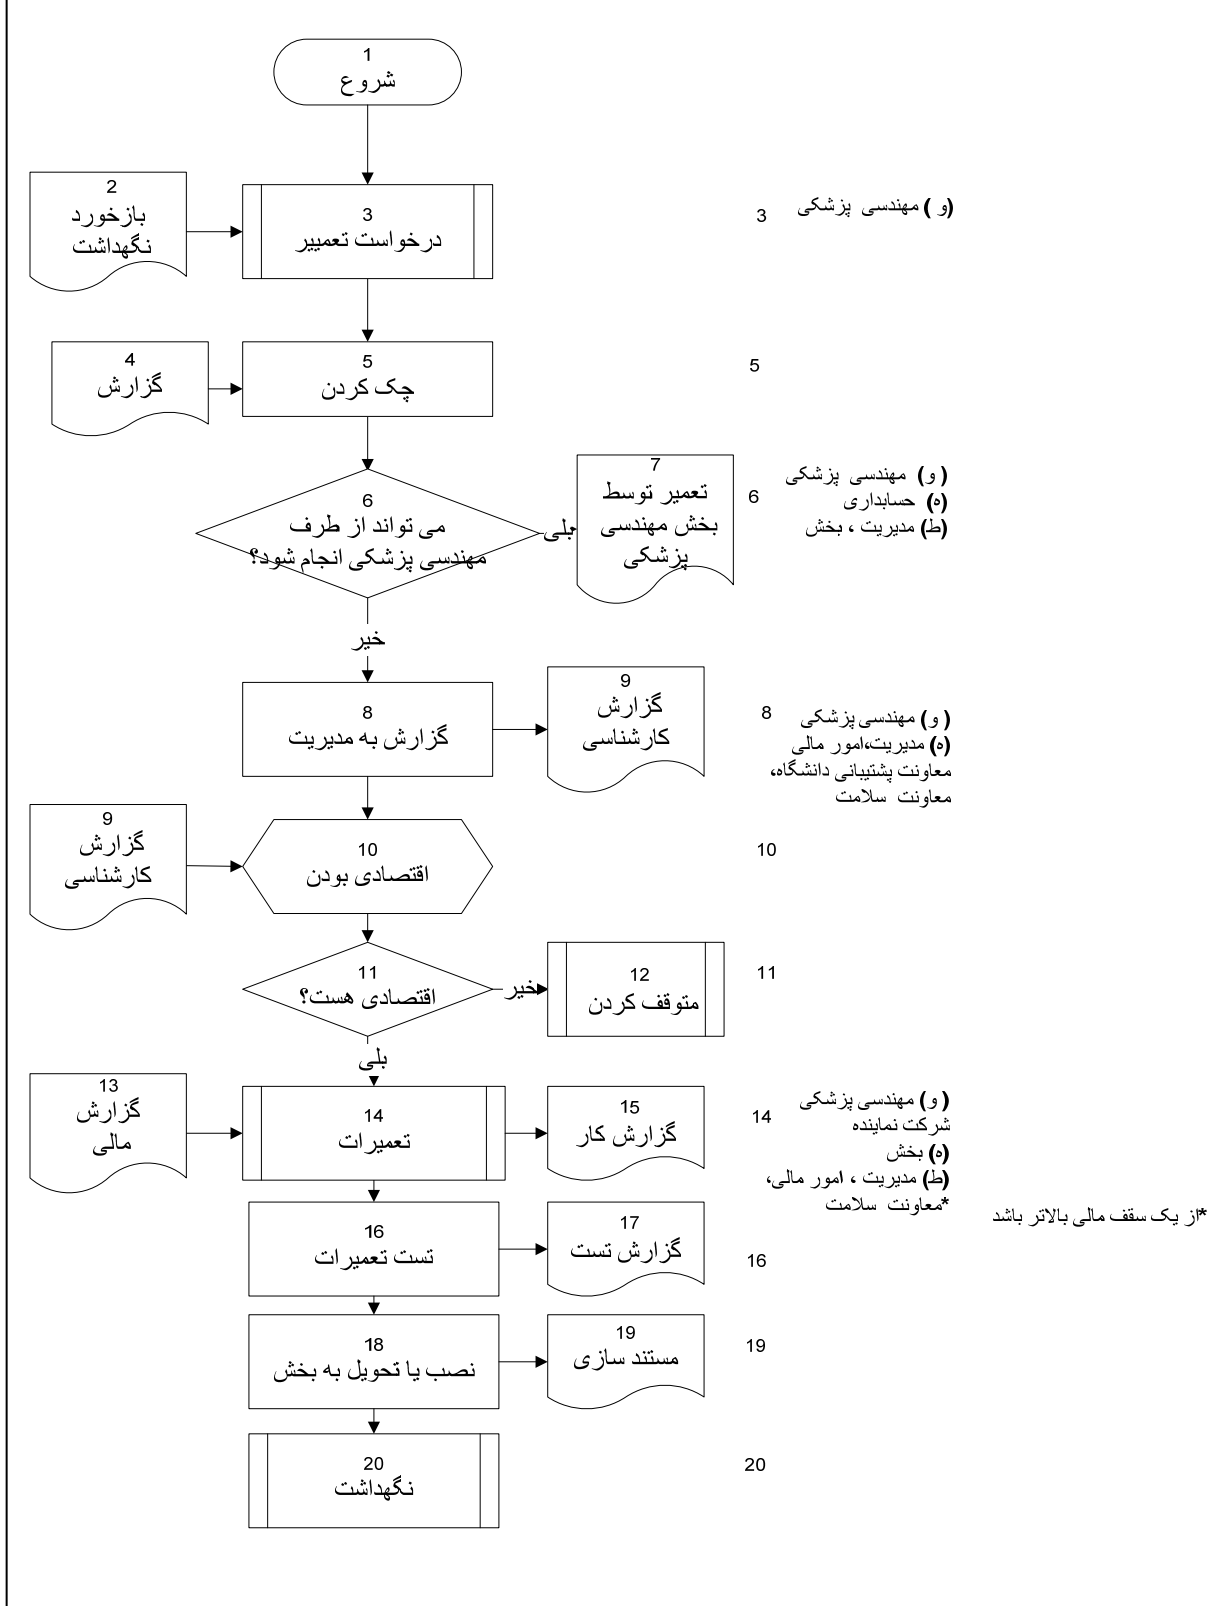 1
شروع
2
بازخورد
نگهداشت
3
درخواست تعمییر
3
(و) مهندسی پزشکی
4
گزارش
5
چک کردن
5
6
می تواند از طرف
مهندسی پزشکی انجام شود؟
بلی
7
تعمیر توسط
بخش مهندسی
پزشکی
6
(و) مهندسی پزشکی
(ه) حسابداری
(ط) مدیریت ، بخش
خیر
8
گزارش به مدیریت
9
گزارش
کارشناسی
8
(و) مهندسی پزشکی
(ه) مدیریت،امور مالی
معاونت پشتیبانی دانشگاه،
معاونت سلامت
9
گزارش
کارشناسی
10
اقتصادی بودن
10
11
اقتصادی هست؟
خیر
12
متوقف کردن
11
بلی
13
گزارش
مالی
14
تعمیرات
15
گزارش کار
14
(و) مهندسی پزشکی
شرکت نماینده
(ه) بخش
(ط) مدیریت ، امور مالی،
*معاونت سلامت
*از یک سقف مالی بالاتر باشد
16
تست تعمیرات
17
گزارش تست
16
18
نصب یا تحویل به بخش
19
مستند سازی
19
20
نگهداشت
20